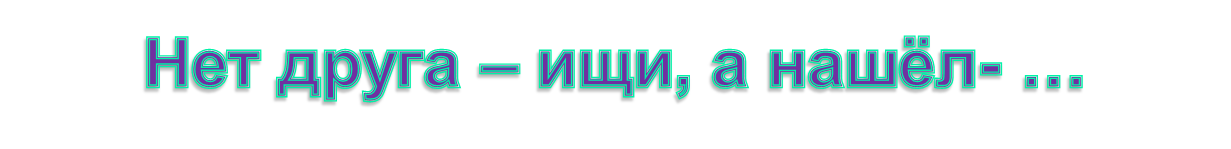 Нет друга – ищи, а нашёл- …